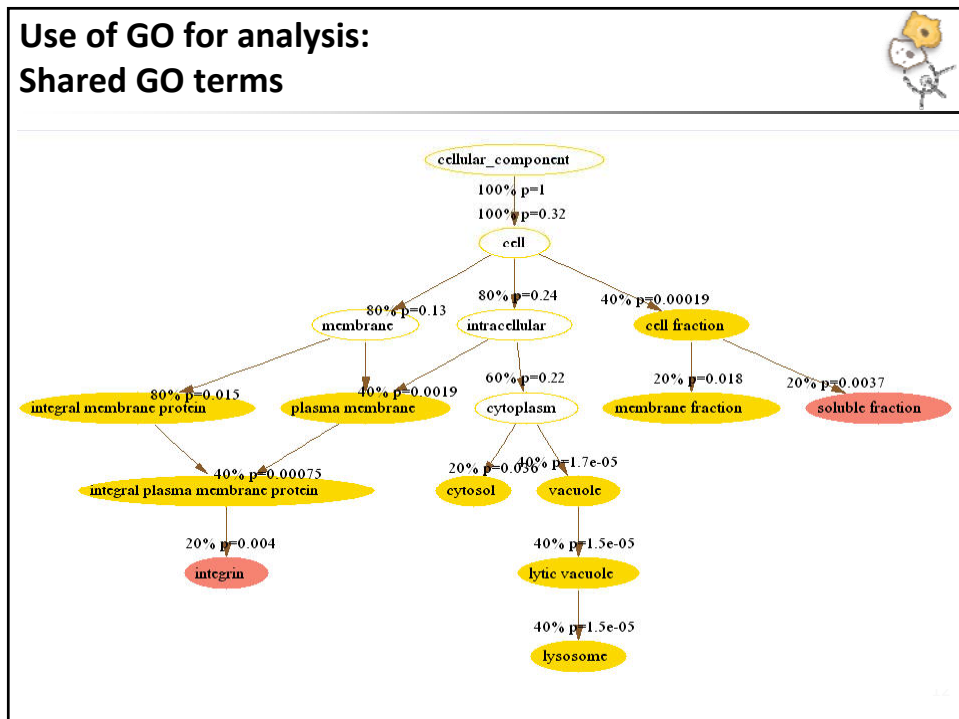 Use of GO for analysis:
Shared GO terms
cellular_component
100% p=1
100% p=0.32
cell
80% p=0.13
80% p=0.24
40% p=0.00019
membrane
intracellular
cell fraction
80% p=0.015
40% p=0.0019
60% p=0.22
20% p=0.018
20% p=0.0037
integral membrane protein
plasma membrane
cytoplasm
membrane fraction
soluble fraction
40% p=0.00075
20% p=0.036
40% p=1.7e-05
integral plasma membrane protein
cytosol
vacuole
20% p=0.004
40% p=1.5e-05
integrin
lytic vacuole
40% p=1.5e-05
lysosome